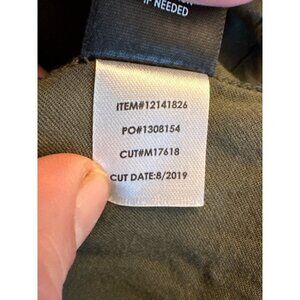 IF NEEDED
ITEM#12141826
PO#1308154
CUT#M17618
CUT DATE:8/2019